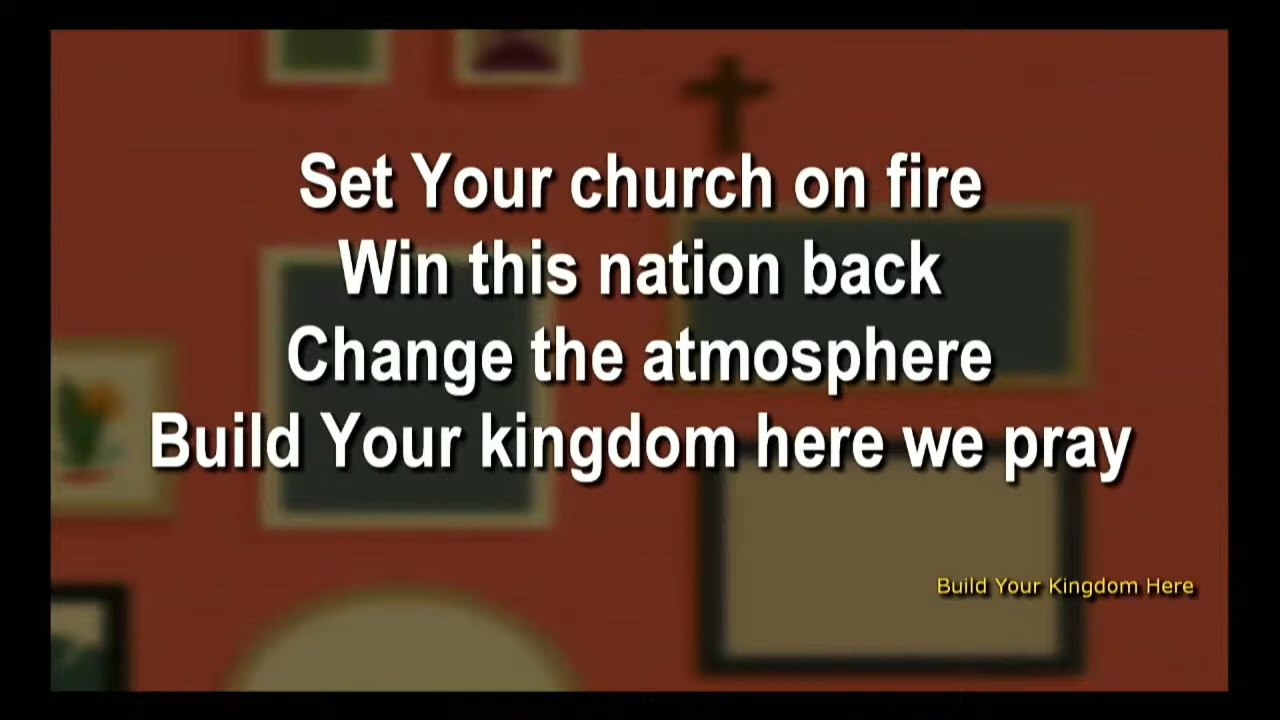 Set Your church on fire
Win this nation back
Change the atmosphere
Build Your kingdom here we pray
Build Your Kingdom Here